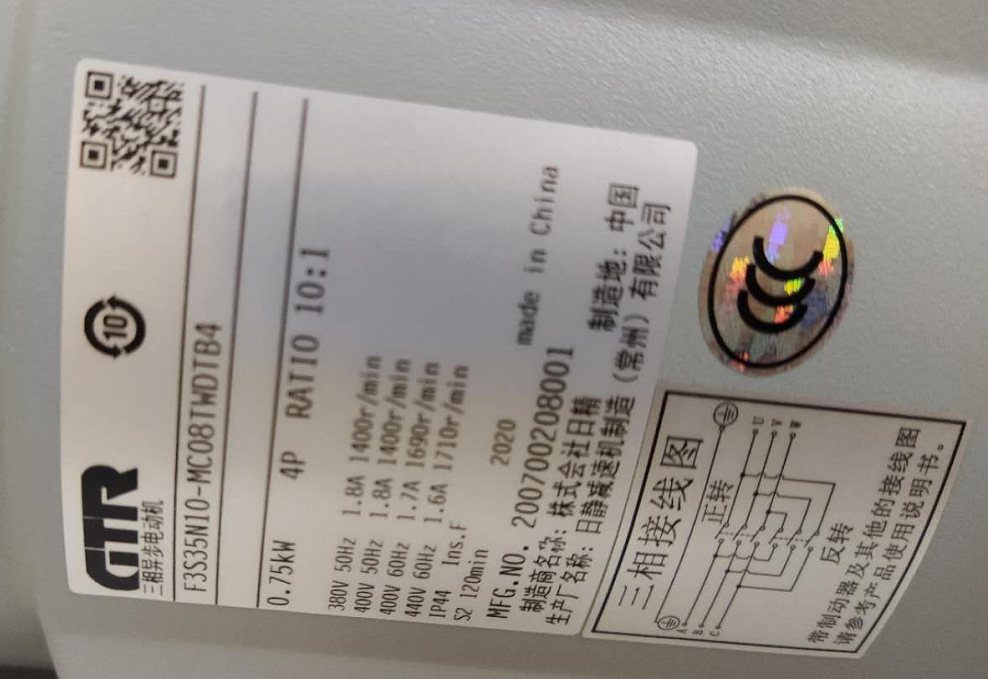 GTR
三相异步电动机
10
F3S35N10-MC08TWDTB4
0.75kW 4P RATIO 10:1
380V 50Hz 1.8A 1400r/min
400V 50Hz 1.8A 1400r/min
400V 60Hz 1.7A 1690r/min
440V 60Hz 1.6A 1710r/min
IP44 Ins.F
S2 120min
2020 made in China
MFG.NO. 2007002080001
制造商名称: 株式会社日精 制造地: 中国
生产厂名称: 日静减速机制造(常州)有限公司
CCC
三相接线图
正转
U
V
W
A
B
C
反转
带制动器及其他的接线图
请参考产品使用说明书。